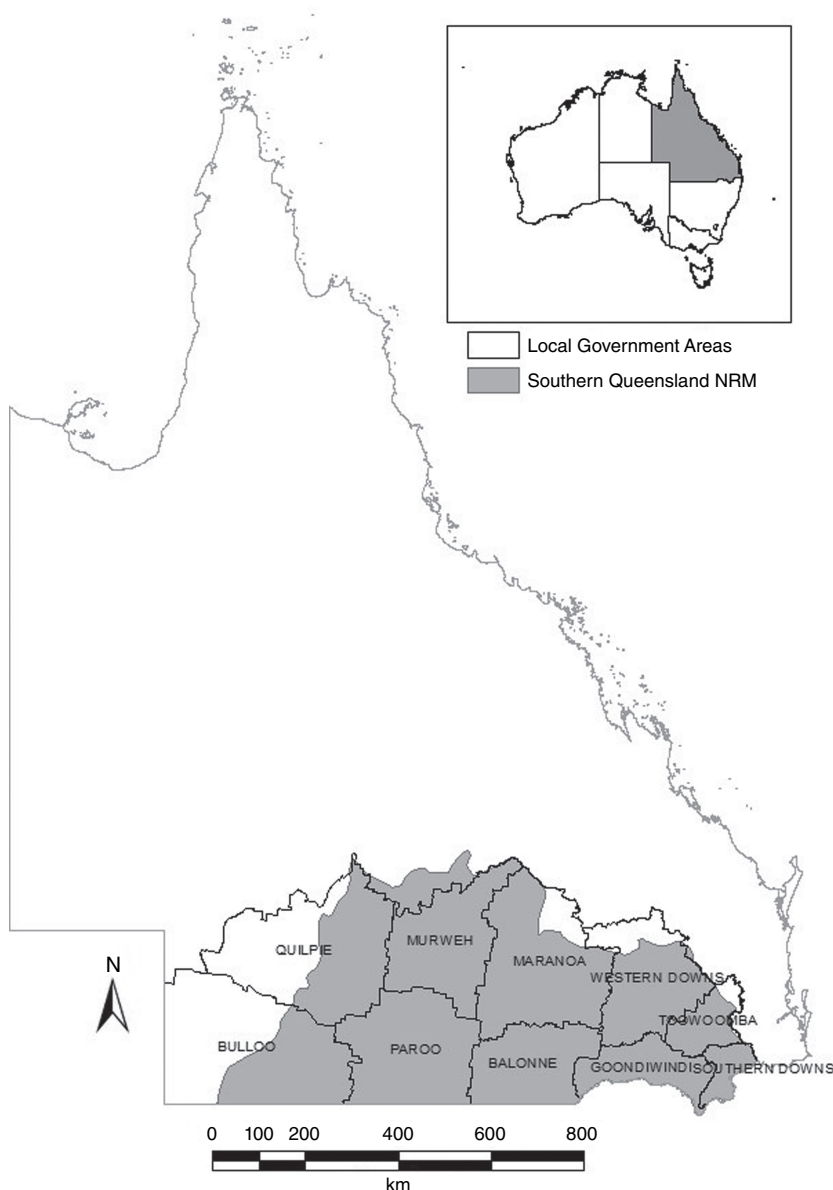 Local Government Areas
Southern Queensland NRM
N
QUILPIE
MURWEH
MARANOA
WESTERN DOWNS
TOOWOOMBA
BULLOO
PAROO
BALONNE
GOONDIWINDI
SOUTHERN DOWNS
0 100 200 400 600 800
km